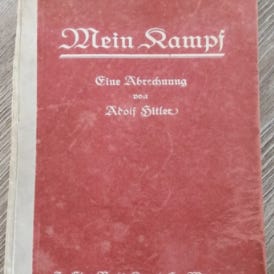 Mein Kampf
Eine Abrechnung
von
Adolf Hitler